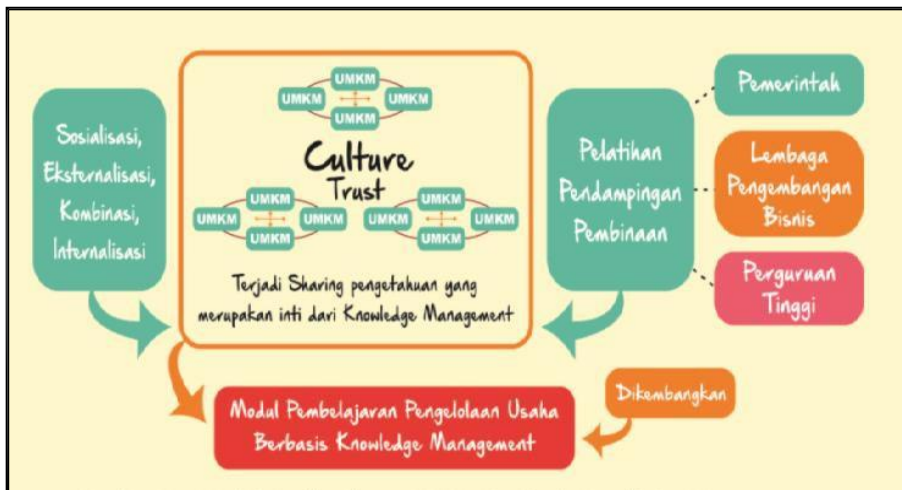 Sosialisasi,
Eksternalisasi,
Kombinasi,
Internalisasi
UMKM
UMKM UMKM
UMKM
Culture
Trust
UMKM
UMKM UMKM
UMKM
UMKM
UMKM UMKM
UMKM
Terjadi Sharing pengetahuan yang
merupakan inti dari Knowledge Management
Pelatihan
Pendampingan
Pembinaan
Pemerintak
Lembaga
Pengembangan
Bisnis
Perguruan
Tinggi
Modul Pembelajaran Pengelolaan Usaha
Berbasis Knowledge Management
Dikembangkan